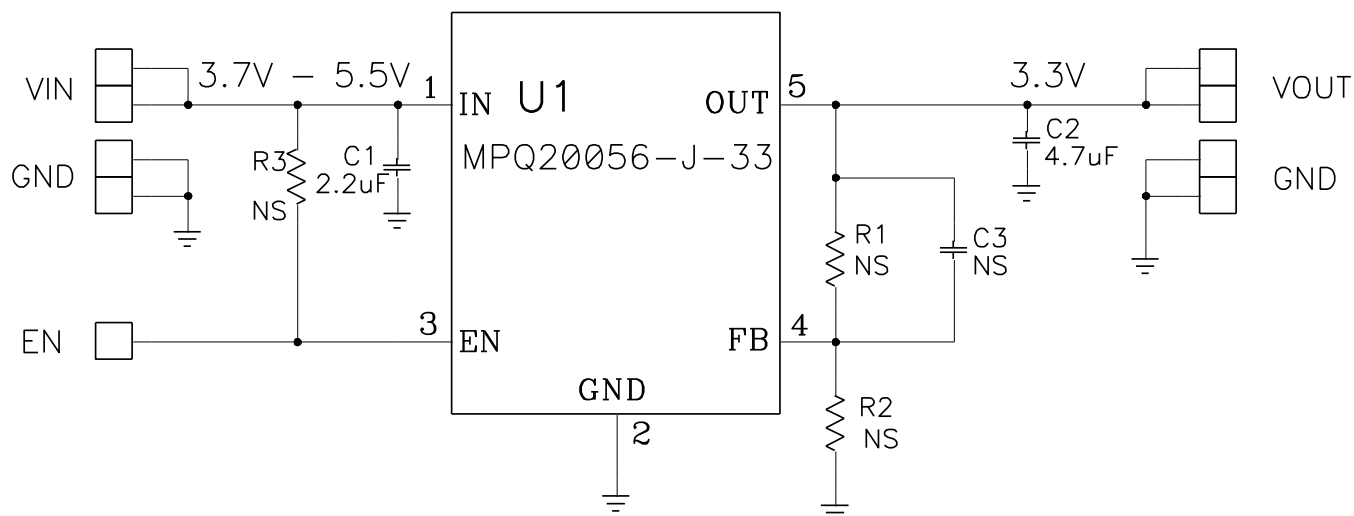 VIN
3.7V - 5.5V
1
IN
U1
OUT
5
3.3V
VOUT
MPQ20056-J-33
GND
R3
NS
C1
2.2uF
C2
4.7uF
GND
R1
NS
C3
NS
EN
3
EN
FB
4
GND
2
R2
NS